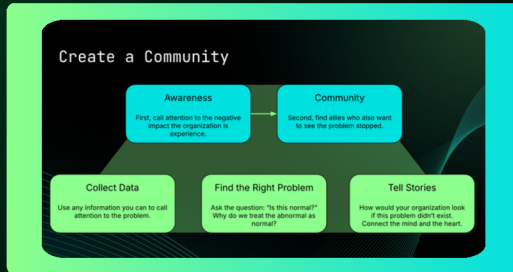 Create a Community
Awareness
First, call attention to the negative
impact the organization is
experience.
Community
Second, find allies who also want
to see the problem stopped.
Collect Data
Use any information you can to call
attention to the problem.
Find the Right Problem
Ask the question: "Is this normal?"
Why do we treat the abnormal as
normal?
Tell Stories
How would your organization look
if this problem didn't exist.
Connect the mind and the heart.